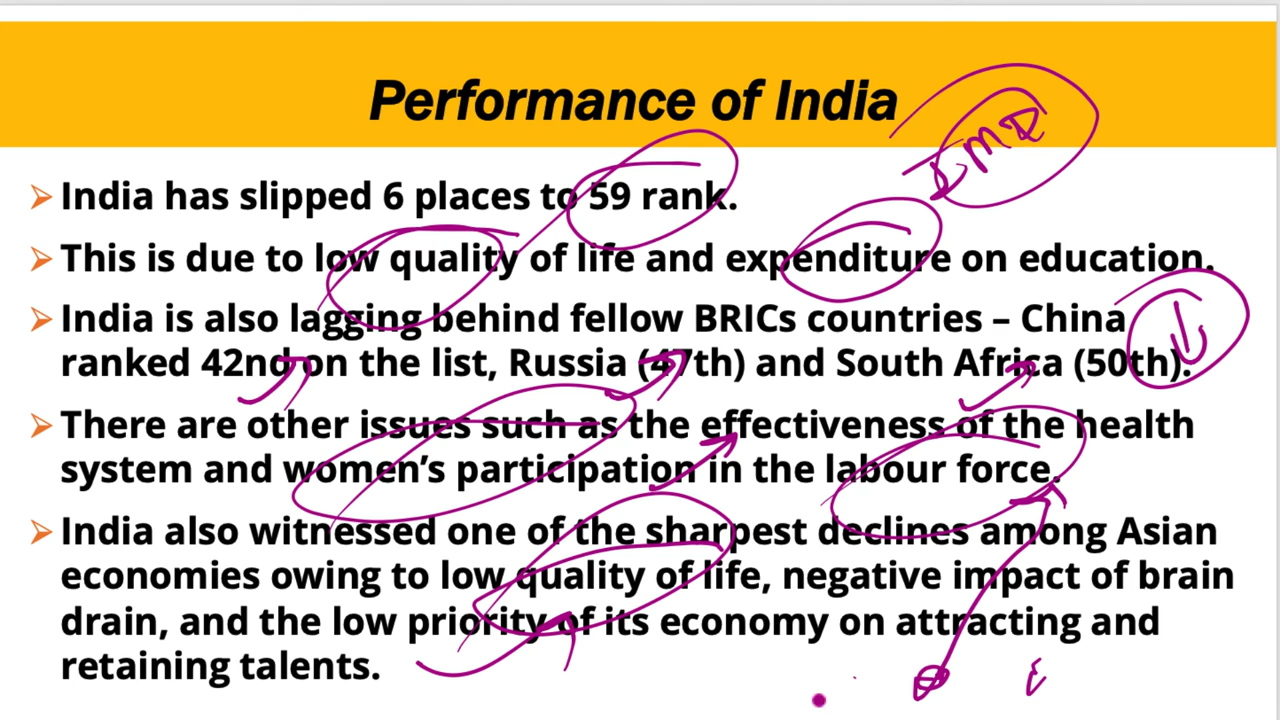 Performance of India
IMD
➢ India has slipped 6 places to 59 rank.
➢ This is due to low quality of life and expenditure on education.
➢ India is also lagging behind fellow BRICs countries – China
ranked 42nd on the list, Russia (47th) and South Africa (50th).
➢ There are other issues such as the effectiveness of the health
system and women’s participation in the labour force.
➢ India also witnessed one of the sharpest declines among Asian
economies owing to low quality of life, negative impact of brain
drain, and the low priority of its economy on attracting and
retaining talents.